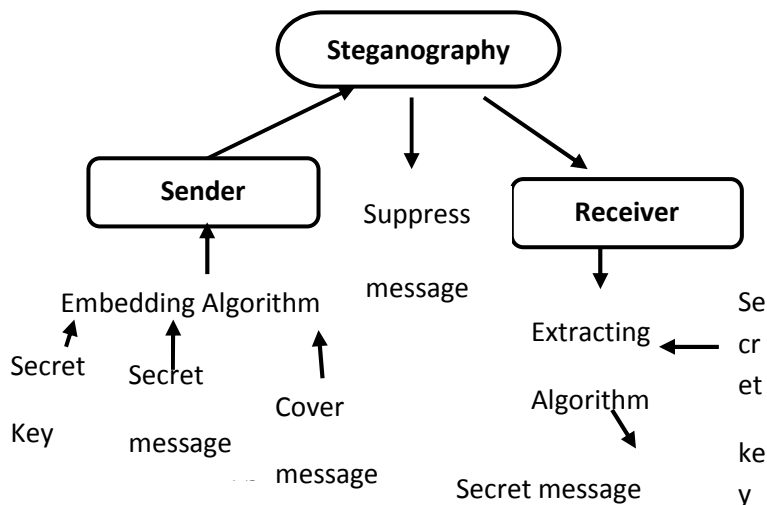 Steganography
Sender
Suppress
message
Receiver
Embedding Algorithm
Secret
Key
Secret
message
Cover
message
Extracting
Algorithm
Se
cr
et
ke
y
Secret message